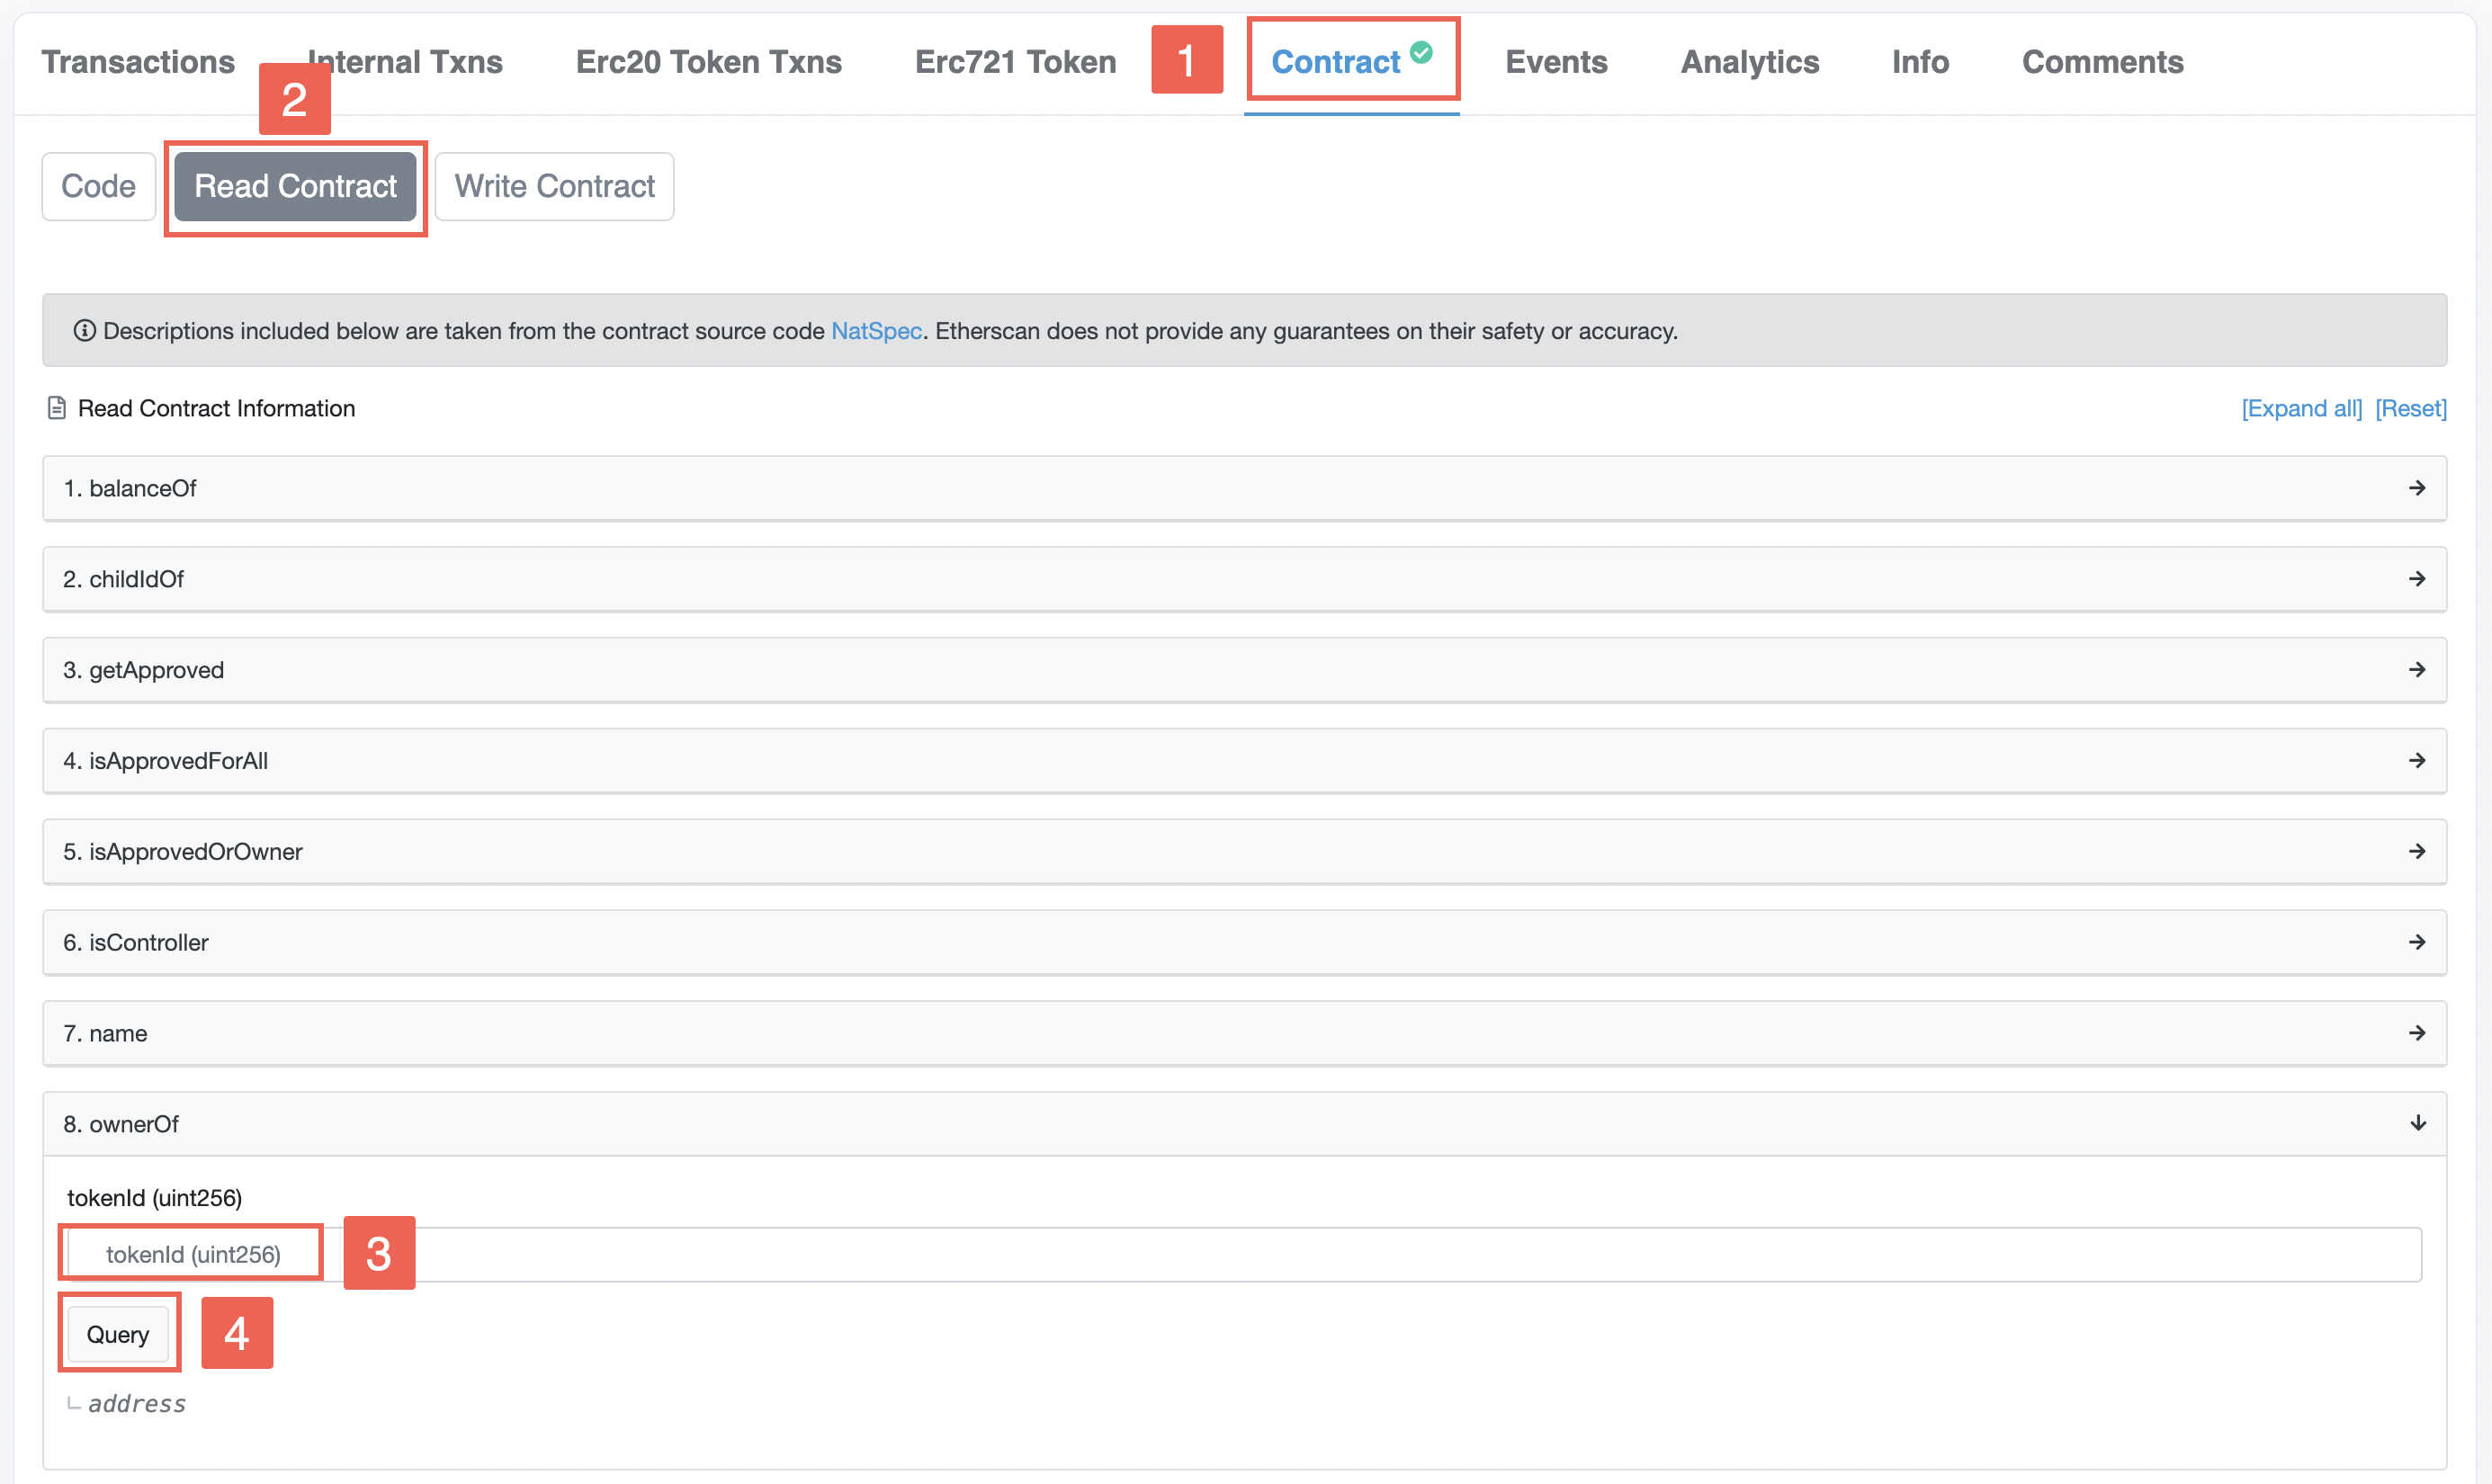 Transactions Internal Txns Erc20 Token Txns Erc721 Token 1 Contract Events Analytics Info Comments
2
Code Read Contract Write Contract
Descriptions included below are taken from the contract source code NatSpec. Etherscan does not provide any guarantees on their safety or accuracy.
Read Contract Information [Expand all] [Reset]
1. balanceOf
2. childIdOf
3. getApproved
4. isApprovedForAll
5. isApprovedOrOwner
6. isController
7. name
8. ownerOf
tokenId (uint256)
tokenId (uint256) 3
Query 4
address